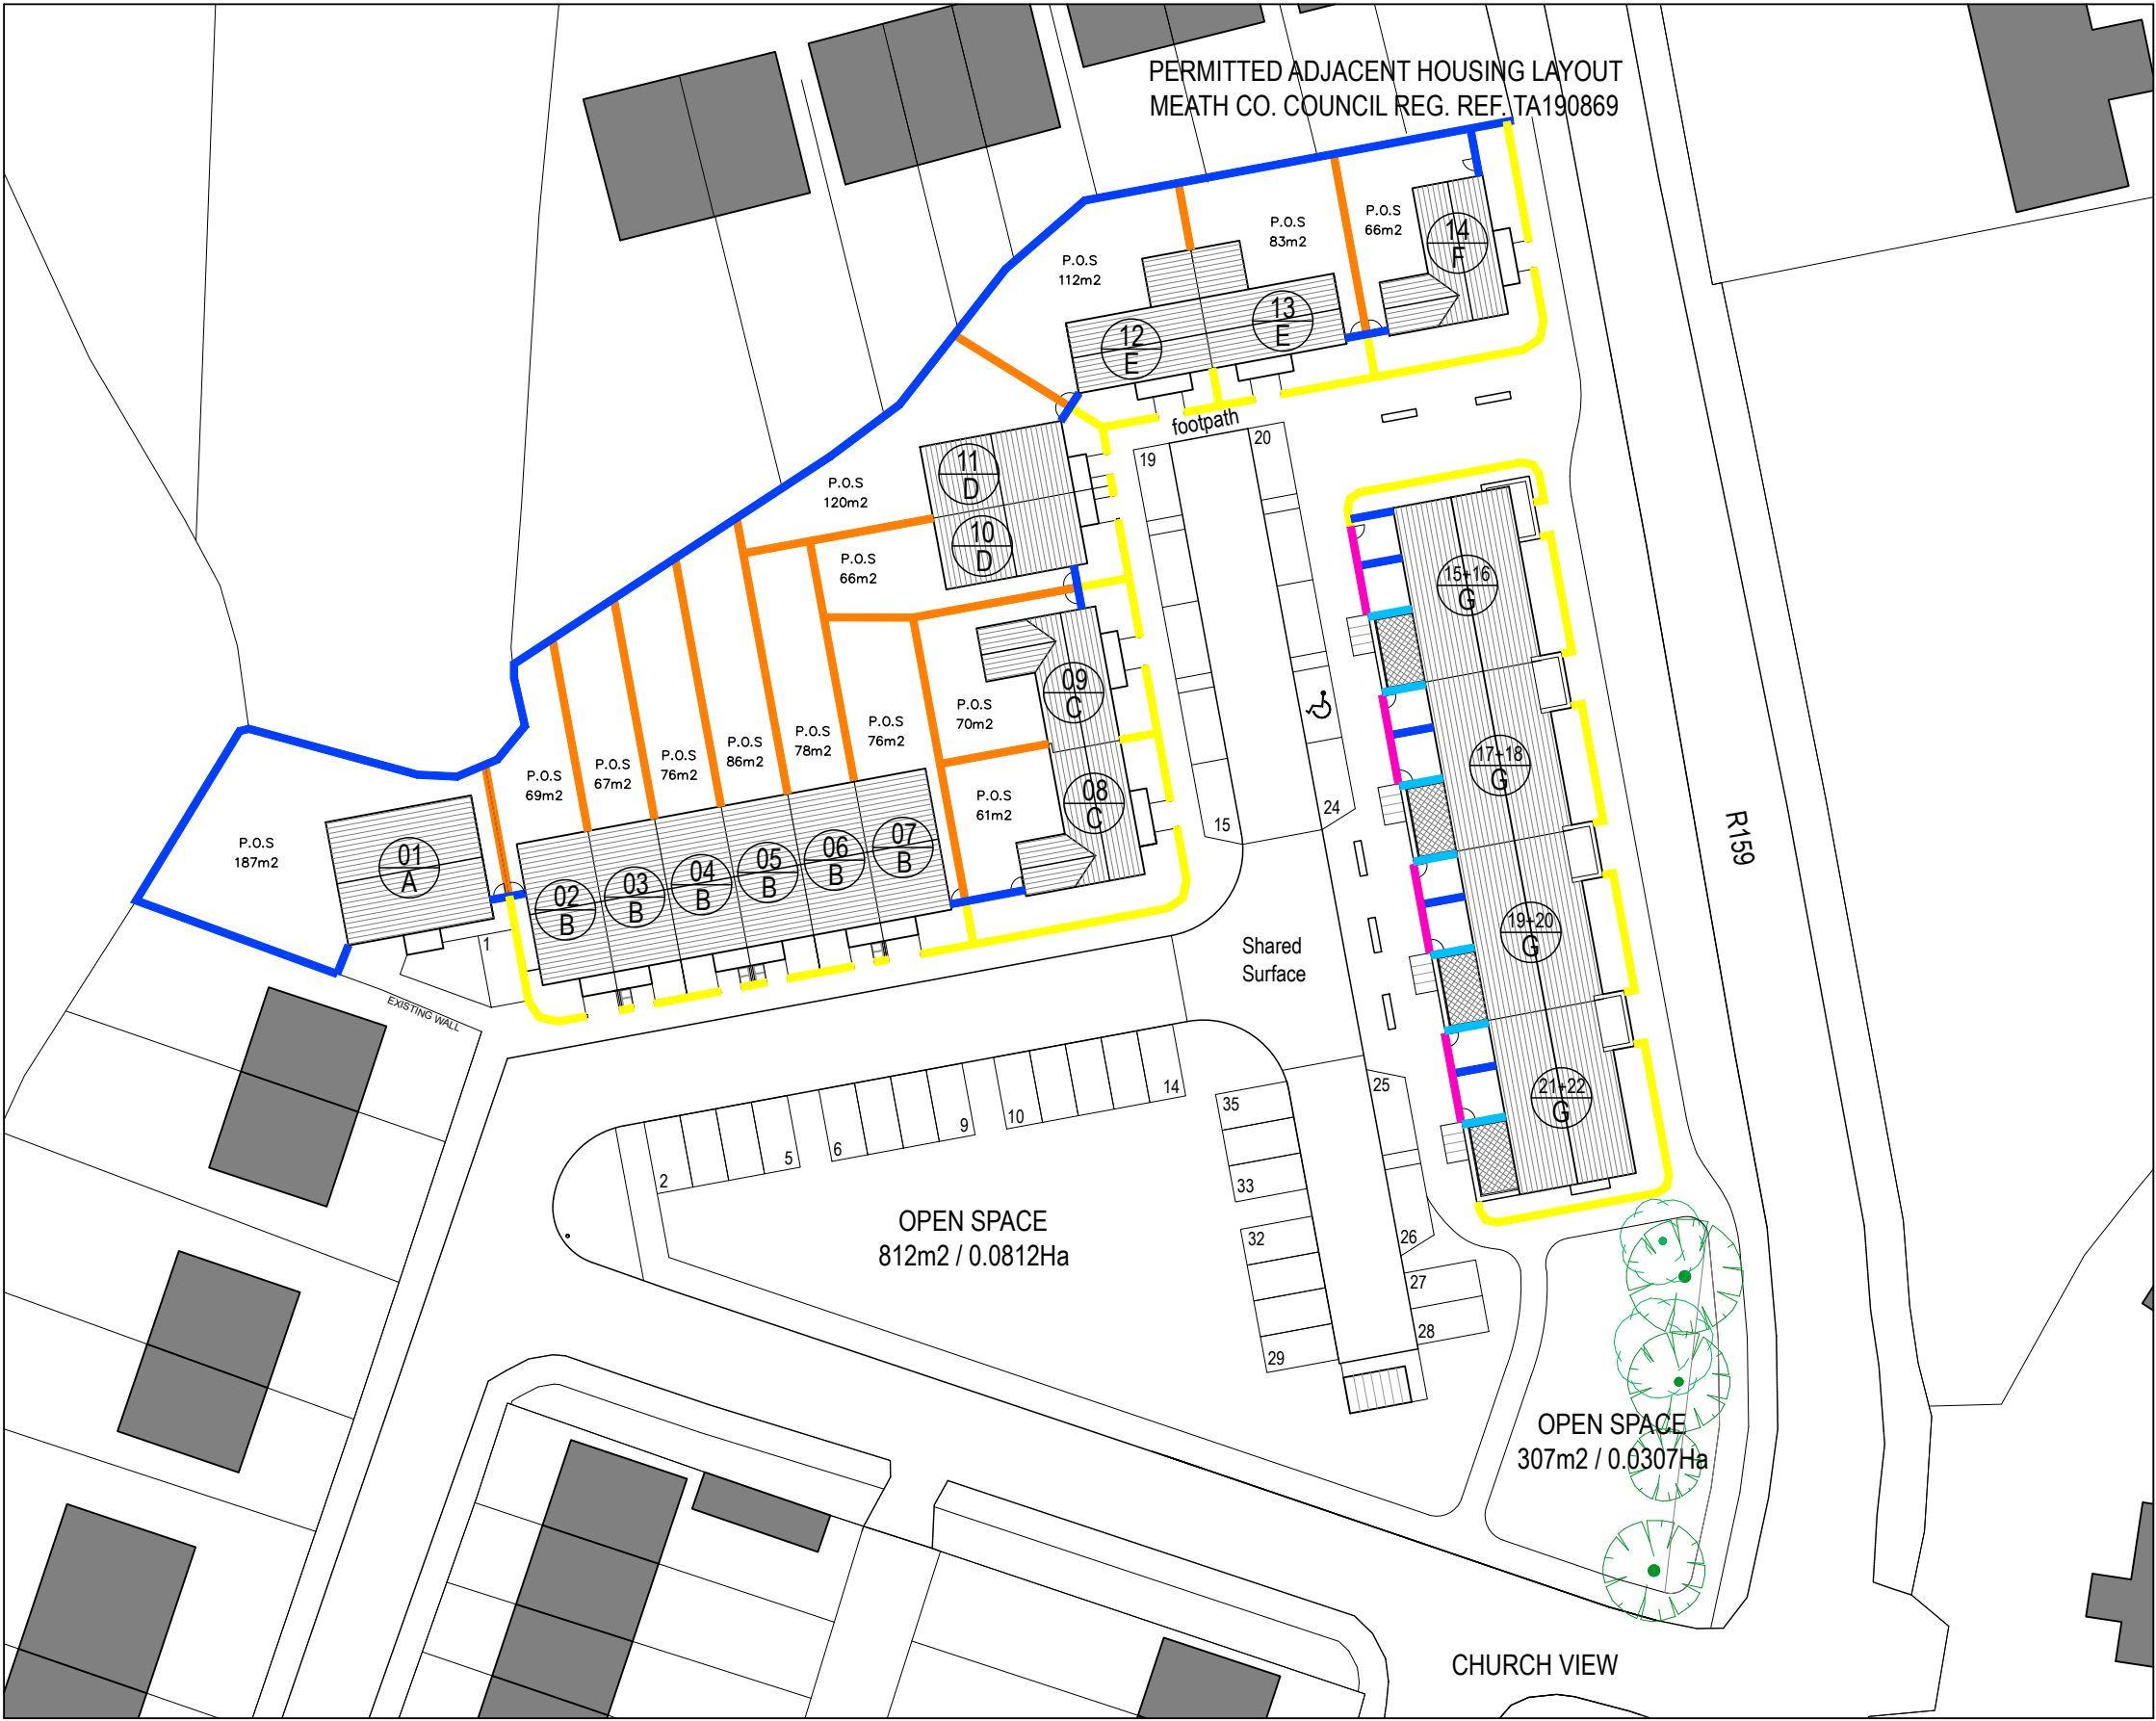 PERMITTED ADJACENT HOUSING LAYOUT
MEATH CO. COUNCIL REG. REF. TA190869
P.O.S
66m2
P.O.S
83m2
14
F
P.O.S
112m2
13
E
12
E
footpath
20
19
11
D
P.O.S
120m2
10
D
P.O.S
66m2
15+16
G
09
C
P.O.S
70m2
P.O.S
76m2
P.O.S
78m2
P.O.S
86m2
P.O.S
76m2
P.O.S
67m2
P.O.S
69m2
17+18
G
P.O.S
61m2
08
C
24
15
R159
P.O.S
187m2
01
A
07
B
06
B
05
B
04
B
03
B
02
B
19+20
G
1
Shared
Surface
EXISTING WALL
21+22
G
14
10
9
6
5
2
25
35
33
32
26
27
28
29
OPEN SPACE
812m2 / 0.0812Ha
OPEN SPACE
307m2 / 0.0307Ha
CHURCH VIEW